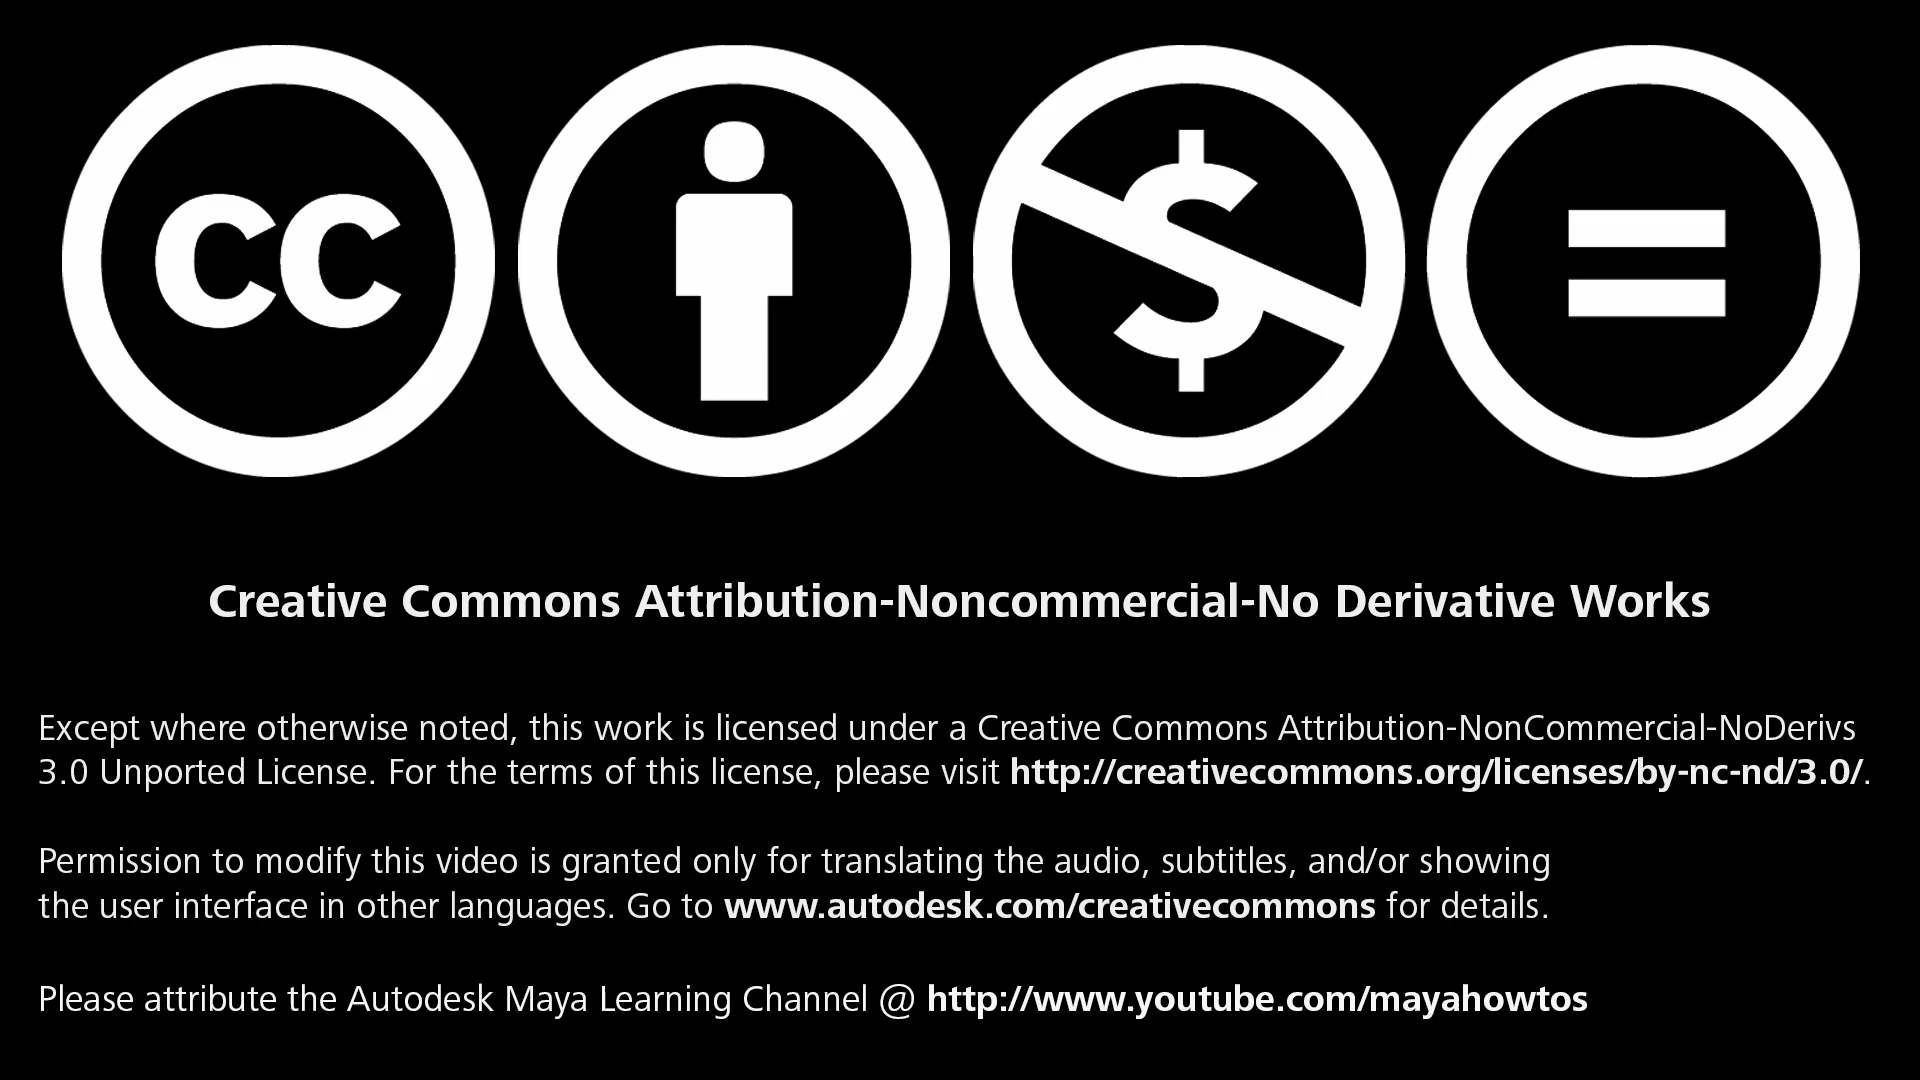 cc
$
=
Creative Commons Attribution-Noncommercial-No Derivative Works
Except where otherwise noted, this work is licensed under a Creative Commons Attribution-NonCommercial-NoDerivs
3.0 Unported License. For the terms of this license, please visit http://creativecommons.org/licenses/by-nc-nd/3.0/.
Permission to modify this video is granted only for translating the audio, subtitles, and/or showing
the user interface in other languages. Go to www.autodesk.com/creativecommons for details.
Please attribute the Autodesk Maya Learning Channel @ http://www.youtube.com/mayahowtos